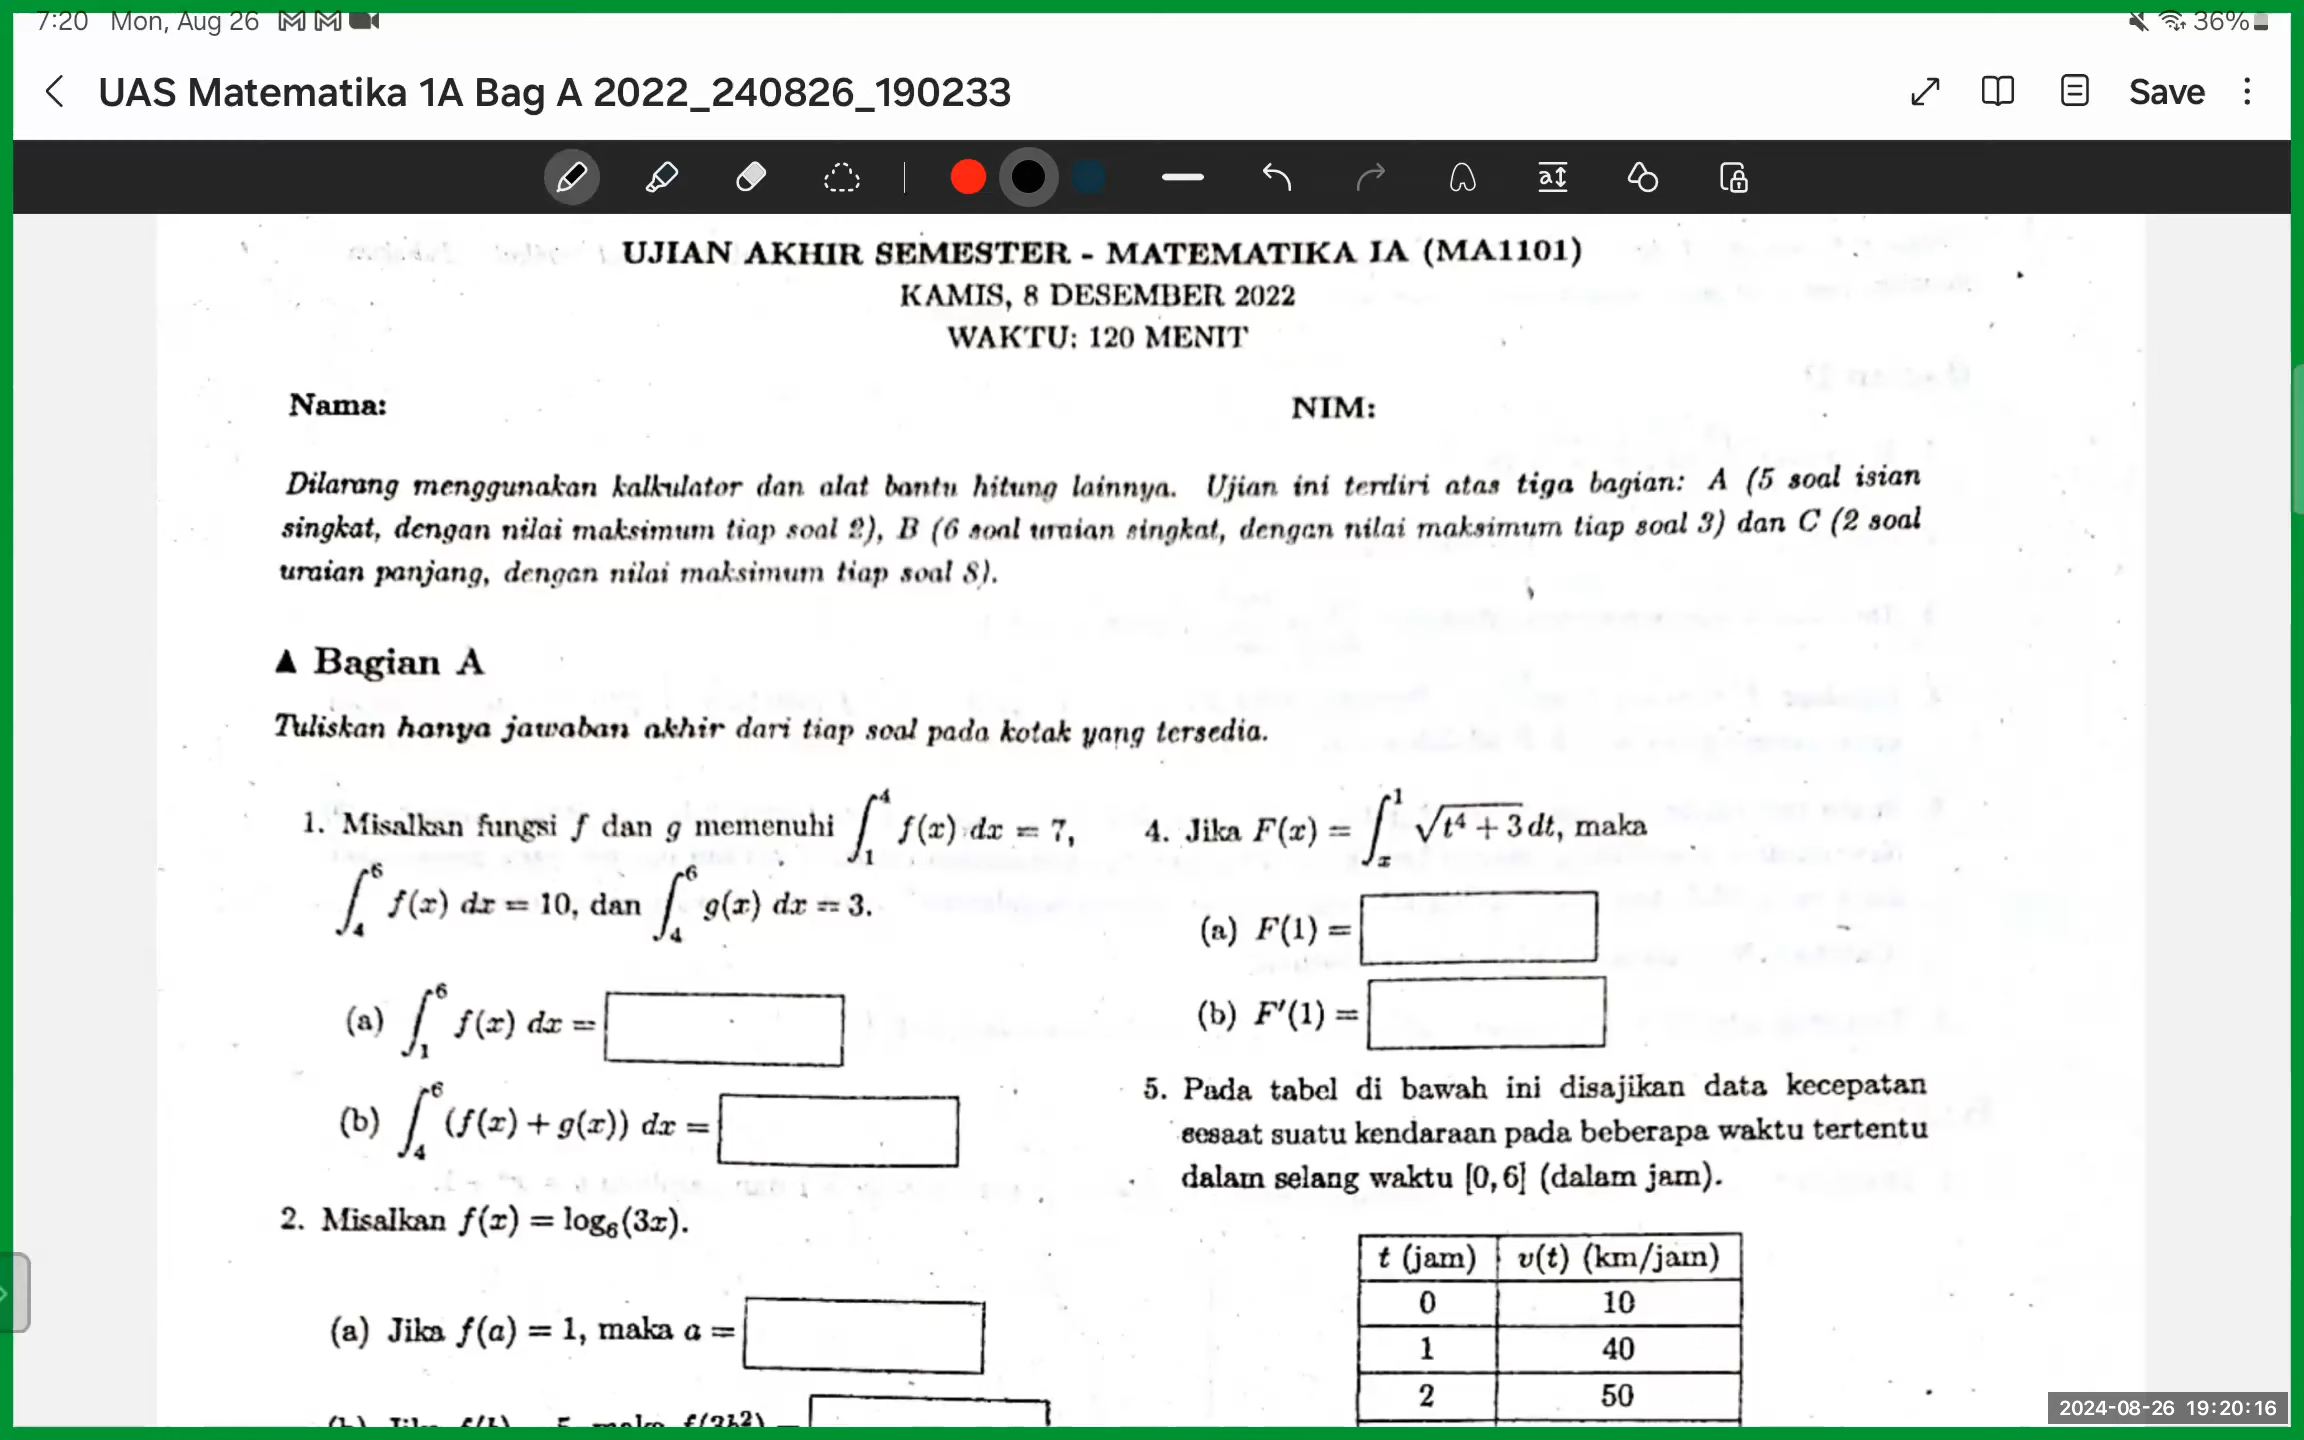 7:20 Mon, Aug 26
36%
UAS Matematika 1A Bag A 2022_240826_190233
Save
UJIAN AKHIR SEMESTER - MATEMATIKA IA (MA1101)
KAMIS, 8 DESEMBER 2022
WAKTU: 120 MENIT
Nama:
NIM:
Dilarang menggunakan kalkulator dan alat bantu hitung lainnya. Ujian ini terdiri atas tiga bagian: A (5 soal isian
singkat, dengan nilai maksimum tiap soal 2), B (6 soal uraian singkat, dengan nilai maksimum tiap soal 3) dan C (2 soal
uraian panjang, dengan nilai maksimum tiap soal 8).
▲ Bagian A
Tuliskan hanya jawaban akhir dari tiap soal pada kotak yang tersedia.
1. Misalkan fungsi f dan g memenuhi ∫₁⁴ f(x) dx = 7,
∫₄⁶ f(x) dx = 10, dan ∫₄⁶ g(x) dx = 3.
(a) ∫₁⁶ f(x) dx =
(b) ∫₄⁶ (f(x) + g(x)) dx =
2. Misalkan f(x) = log₆(3x).
(a) Jika f(a) = 1, maka a =
4. Jika F(x) = ∫ₓ¹ √(t⁴ + 3) dt, maka
(a) F(1) =
(b) F′(1) =
5. Pada tabel di bawah ini disajikan data kecepatan
sesaat suatu kendaraan pada beberapa waktu tertentu
dalam selang waktu [0, 6] (dalam jam).
t (jam) v(t) (km/jam)
0 10
1 40
2 50
2024-08-26 19:20:16